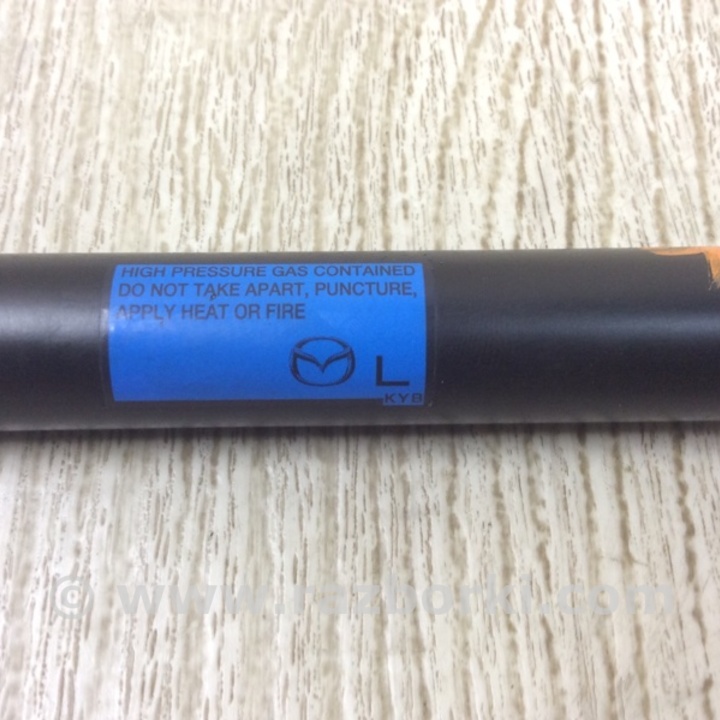 HIGH PRESSURE GAS CONTAINED
DO NOT TAKE APART, PUNCTURE,
APPLY HEAT OR FIRE
L
KYB
© www.razborki.com